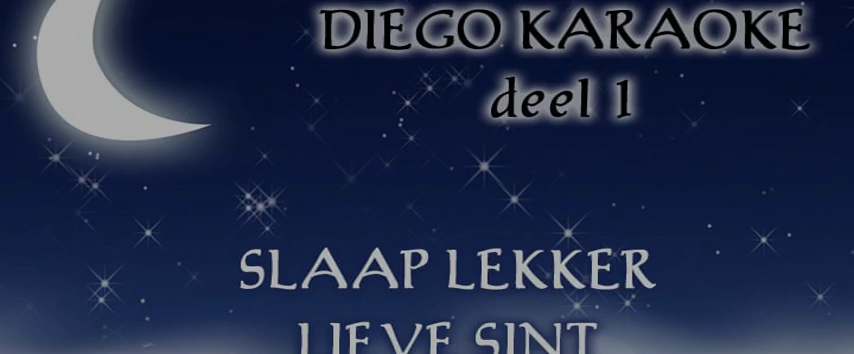 DIEGO KARAOKE
deel 1
SLAAP LEKKER
LIEVE SINT